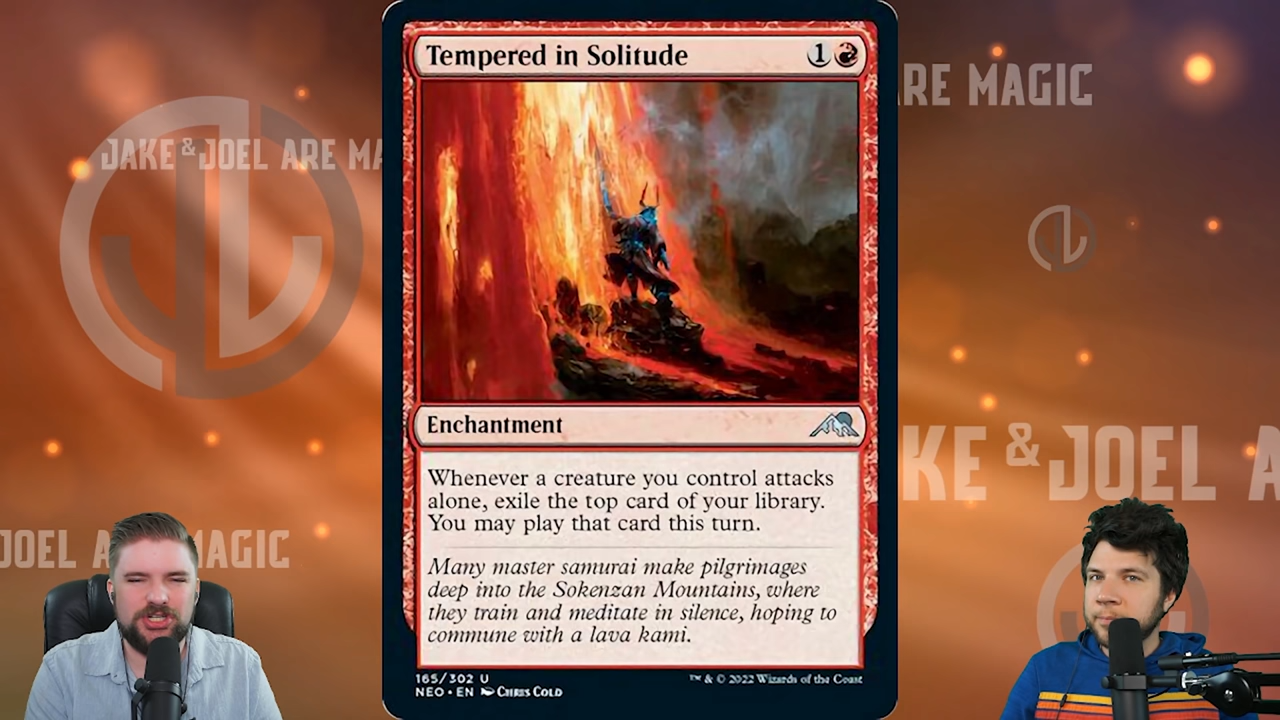 Tempered in Solitude 1
JAKE & JOEL ARE MA
ARE MAGIC
Enchantment
Whenever a creature you control attacks
alone, exile the top card of your library.
You may play that card this turn.
Many master samurai make pilgrimages
deep into the Sokenzan Mountains, where
they train and meditate in silence, hoping to
commune with a lava kami.
165/302 U
NEO • EN Chris Cold
™ & © 2022 Wizards of the Coast
KE & JOEL A
JOEL A MAGIC